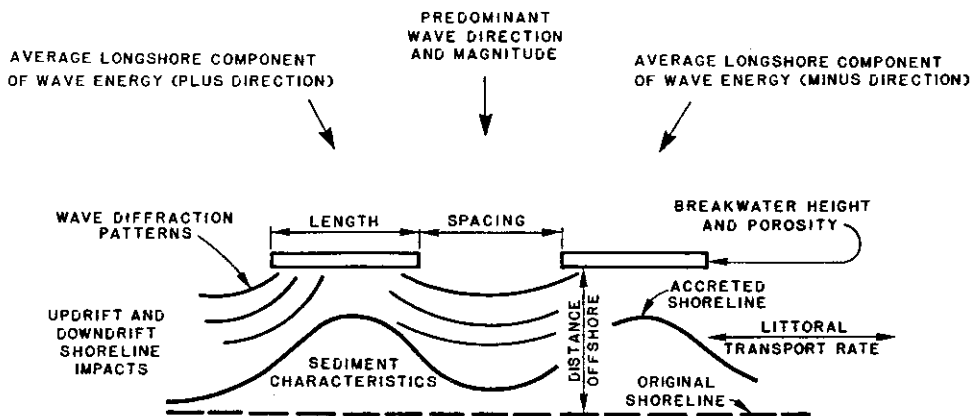 PREDOMINANT
WAVE DIRECTION
AND MAGNITUDE
AVERAGE LONGSHORE COMPONENT
OF WAVE ENERGY (PLUS DIRECTION)
AVERAGE LONGSHORE COMPONENT
OF WAVE ENERGY (MINUS DIRECTION)
WAVE DIFFRACTION
PATTERNS
LENGTH
SPACING
BREAKWATER HEIGHT
AND POROSITY
UPDRIFT AND
DOWNDRIFT
SHORELINE
IMPACTS
SEDIMENT
CHARACTERISTICS
DISTANCE
OFFSHORE
ACCRETED
SHORELINE
LITTORAL
TRANSPORT RATE
ORIGINAL
SHORELINE